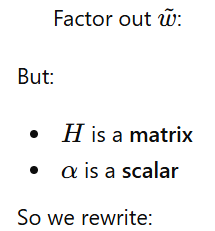 Factor out w̃:
But:
• H is a matrix
• α is a scalar
So we rewrite: